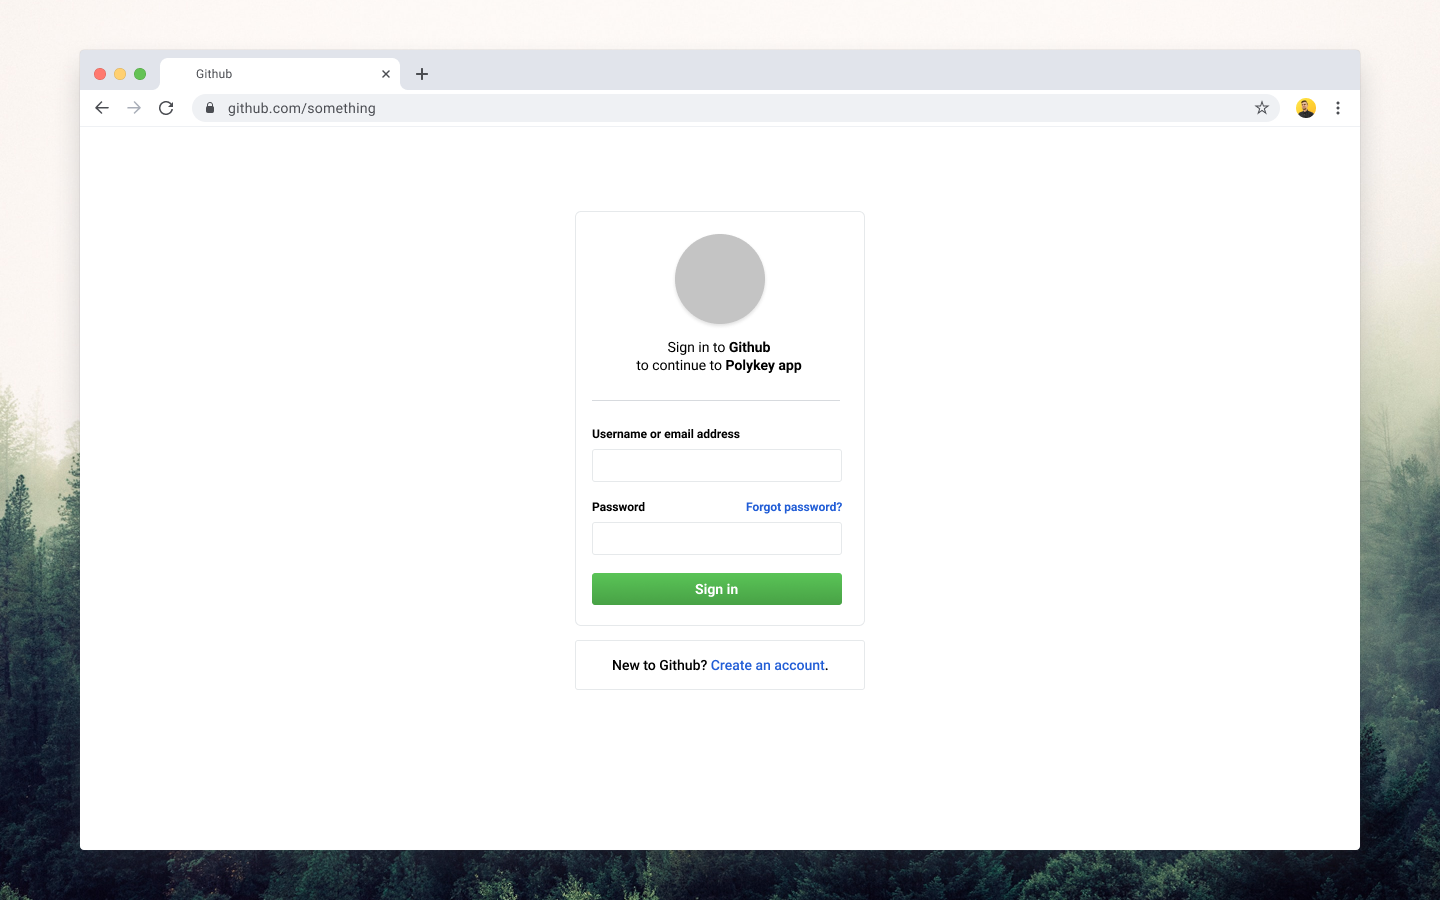 Github
github.com/something
Sign in to Github
to continue to Polykey app
Username or email address
Password Forgot password?
Sign in
New to Github? Create an account.